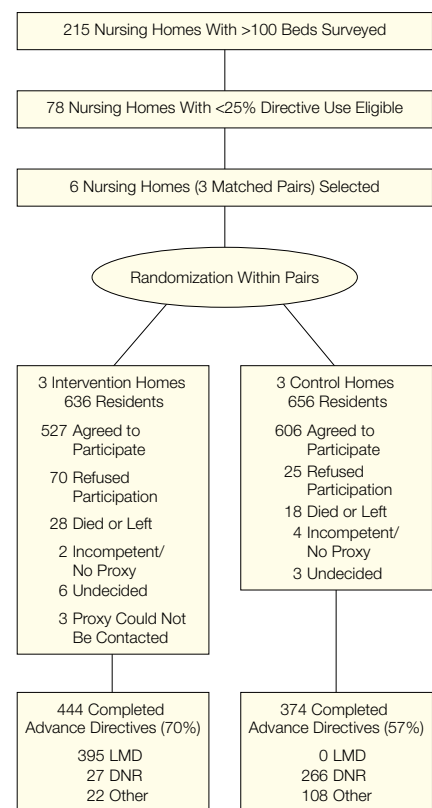 215 Nursing Homes With >100 Beds Surveyed
78 Nursing Homes With <25% Directive Use Eligible
6 Nursing Homes (3 Matched Pairs) Selected
Randomization Within Pairs
3 Intervention Homes
636 Residents
527 Agreed to
Participate
70 Refused
Participation
28 Died or Left
2 Incompetent/
No Proxy
6 Undecided
3 Proxy Could Not
Be Contacted
3 Control Homes
656 Residents
606 Agreed to
Participate
25 Refused
Participation
18 Died or Left
4 Incompetent/
No Proxy
3 Undecided
444 Completed
Advance Directives (70%)
395 LMD
27 DNR
22 Other
374 Completed
Advance Directives (57%)
0 LMD
266 DNR
108 Other